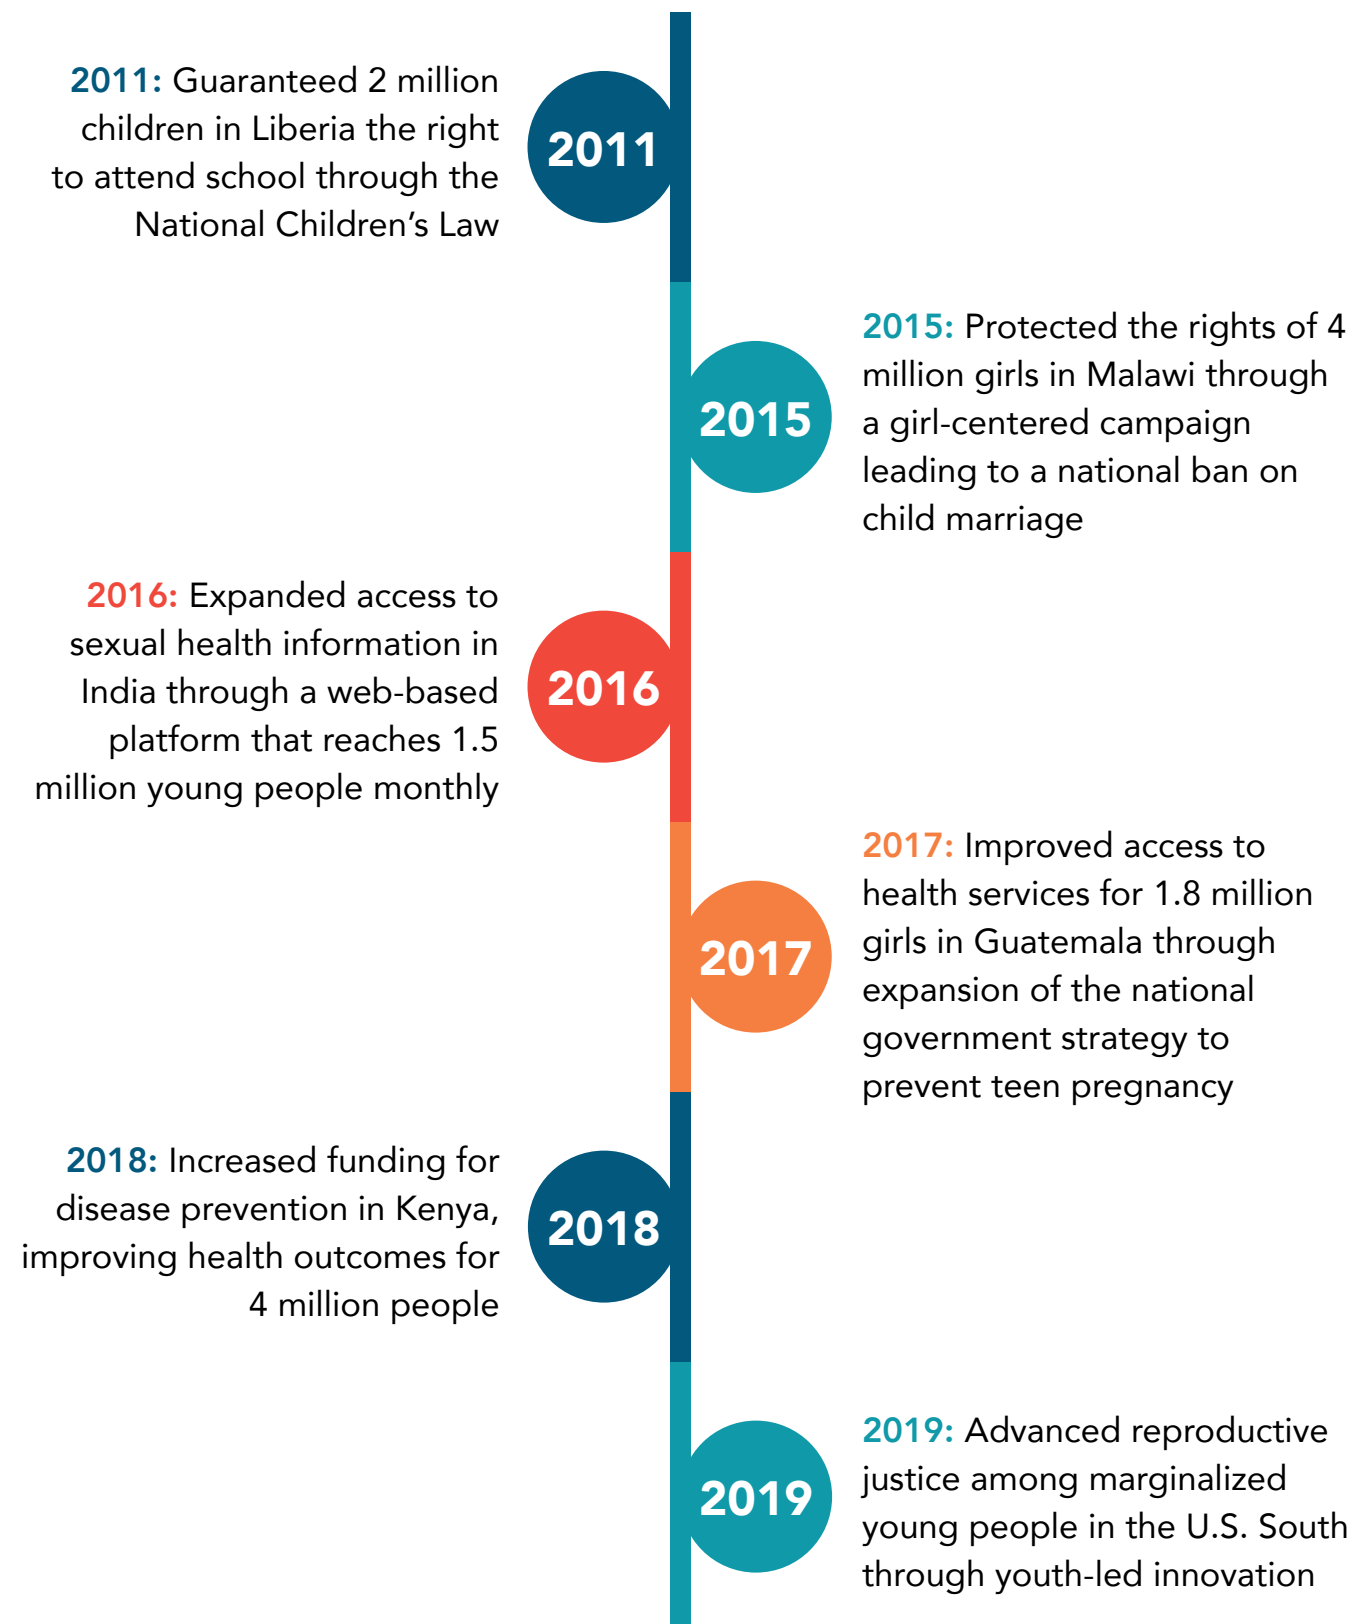 2011: Guaranteed 2 million
children in Liberia the right
to attend school through the
National Children’s Law
2011
2015: Protected the rights of 4
million girls in Malawi through
a girl-centered campaign
leading to a national ban on
child marriage
2015
2016: Expanded access to
sexual health information in
India through a web-based
platform that reaches 1.5
million young people monthly
2016
2017: Improved access to
health services for 1.8 million
girls in Guatemala through
expansion of the national
government strategy to
prevent teen pregnancy
2017
2018: Increased funding for
disease prevention in Kenya,
improving health outcomes for
4 million people
2018
2019: Advanced reproductive
justice among marginalized
young people in the U.S. South
through youth-led innovation
2019